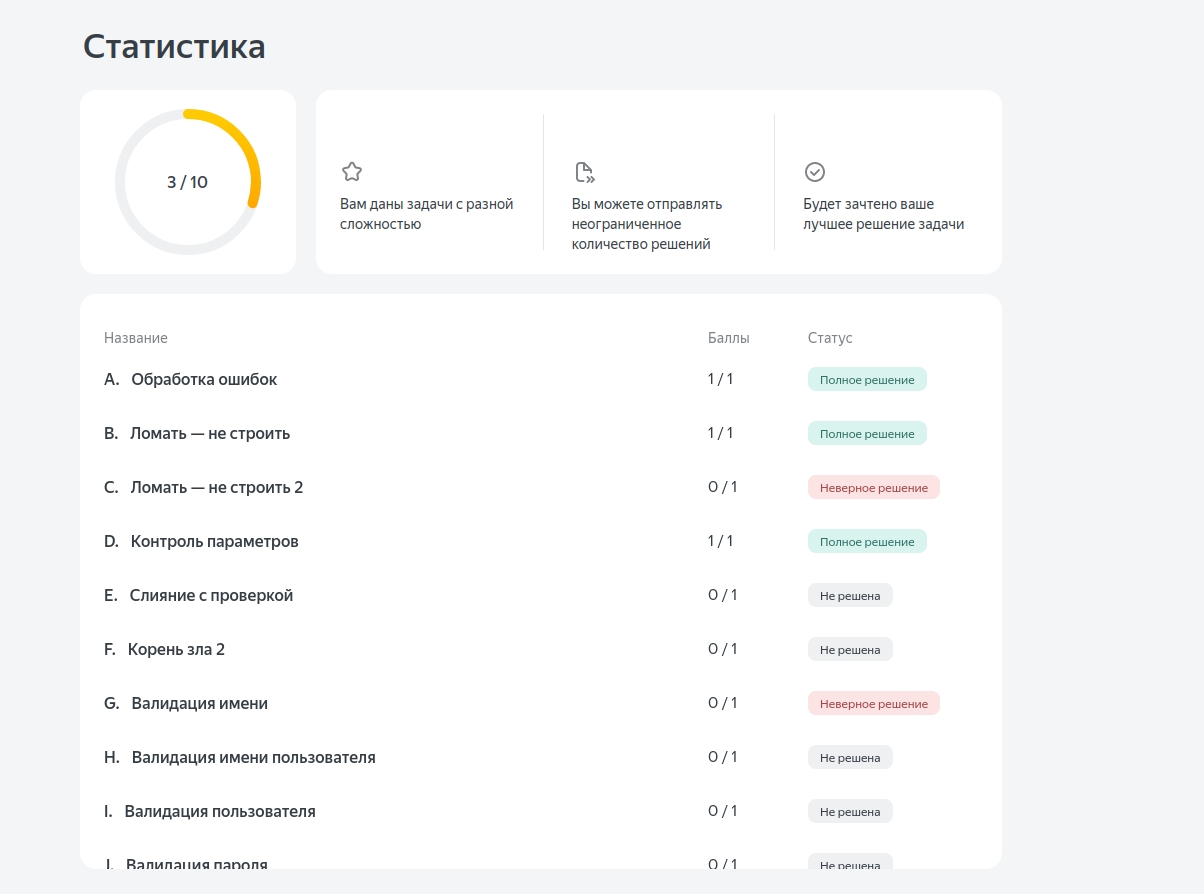 Статистика
3 / 10
Вам даны задачи с разной
сложностью
Вы можете отправлять
неограниченное
количество решений
Будет зачтено ваше
лучшее решение задачи
Название Баллы Статус
A. Обработка ошибок 1 / 1 Полное решение
B. Ломать — не строить 1 / 1 Полное решение
C. Ломать — не строить 2 0 / 1 Неверное решение
D. Контроль параметров 1 / 1 Полное решение
E. Слияние с проверкой 0 / 1 Не решена
F. Корень зла 2 0 / 1 Не решена
G. Валидация имени 0 / 1 Неверное решение
H. Валидация имени пользователя 0 / 1 Не решена
I. Валидация пользователя 0 / 1 Не решена
J. Валидация пароля 0 / 1 Не решена